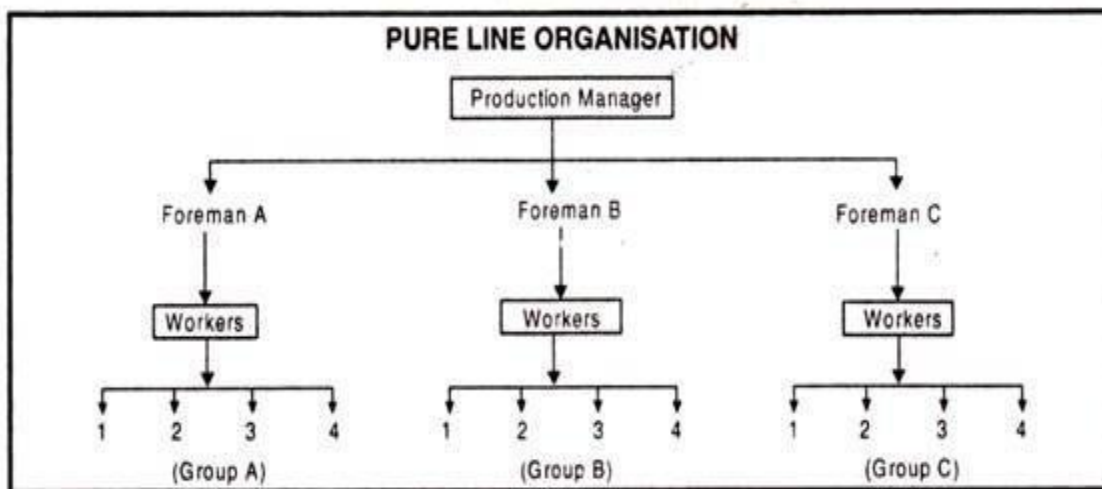 PURE LINE ORGANISATION
Production Manager
Foreman A Foreman B Foreman C
Workers Workers Workers
1 2 3 4 1 2 3 4 1 2 3 4
(Group A) (Group B) (Group C)